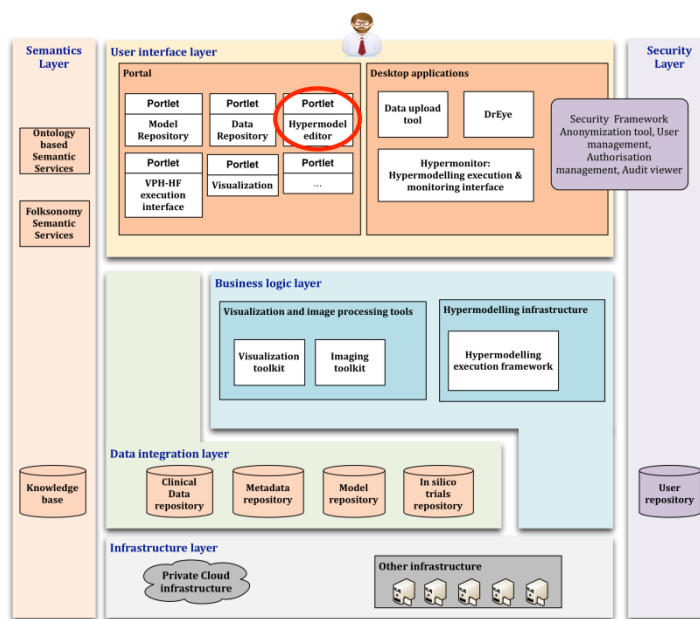 Semantics
Layer
Ontology
based
Semantic
Services
Folksonomy
Semantic
Services
Knowledge
base
User interface layer
Portal
Portlet
Model
Repository
Portlet
Data
Repository
Portlet
Hypermodel
editor
Portlet
VPH-HF
execution
interface
Portlet
Visualization
Portlet
...
Desktop applications
Data upload
tool
DrEye
Hypermonitor:
Hypermodelling execution &
monitoring interface
Security
Layer
Security Framework
Anonymization tool, User
management,
Authorisation
management, Audit viewer
User
repository
Business logic layer
Visualization and image processing tools
Visualization
toolkit
Imaging
toolkit
Hypermodelling infrastructure
Hypermodelling
execution framework
Data integration layer
Clinical
Data
repository
Metadata
repository
Model
repository
In silico
trials
repository
Infrastructure layer
Private Cloud
infrastructure
Other infrastructure